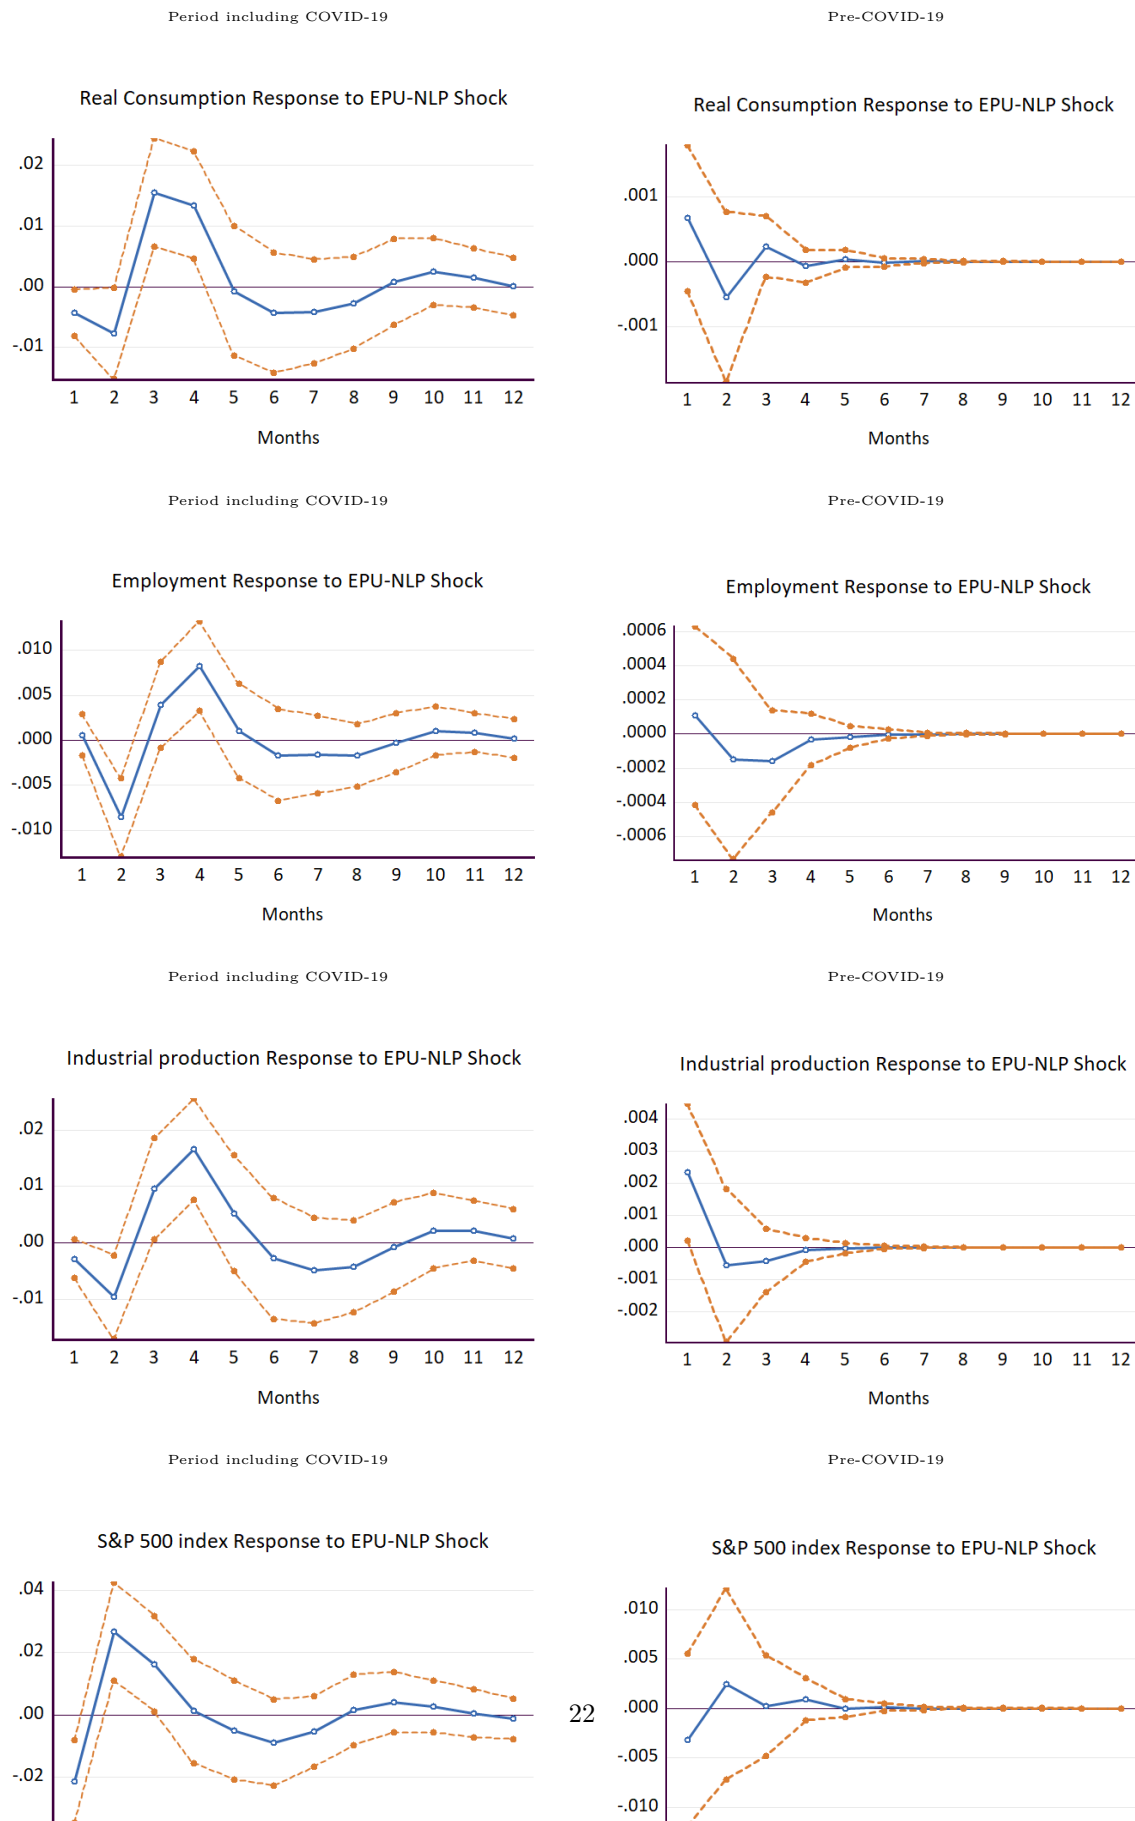 Period including COVID-19
Pre-COVID-19
Real Consumption Response to EPU-NLP Shock
.02
.01
.00
-.01
1 2 3 4 5 6 7 8 9 10 11 12
Months
Real Consumption Response to EPU-NLP Shock
.001
.000
-.001
1 2 3 4 5 6 7 8 9 10 11 12
Months
Period including COVID-19
Pre-COVID-19
Employment Response to EPU-NLP Shock
.010
.005
.000
-.005
-.010
1 2 3 4 5 6 7 8 9 10 11 12
Months
Employment Response to EPU-NLP Shock
.0006
.0004
.0002
.0000
-.0002
-.0004
-.0006
1 2 3 4 5 6 7 8 9 10 11 12
Months
Period including COVID-19
Pre-COVID-19
Industrial production Response to EPU-NLP Shock
.02
.01
.00
-.01
1 2 3 4 5 6 7 8 9 10 11 12
Months
Industrial production Response to EPU-NLP Shock
.004
.003
.002
.001
.000
-.001
-.002
1 2 3 4 5 6 7 8 9 10 11 12
Months
Period including COVID-19
Pre-COVID-19
S&P 500 index Response to EPU-NLP Shock
.04
.02
.00
-.02
S&P 500 index Response to EPU-NLP Shock
.010
.005
.000
-.005
-.010
22